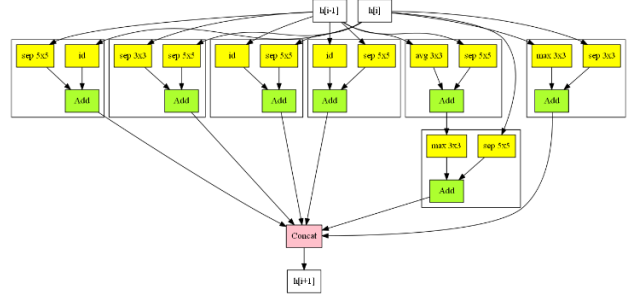 h[i-1] h[i]
sep 5x5 id sep 3x3 sep 5x5 id sep 5x5 id sep 5x5 avg 3x3 sep 5x5 max 3x3 sep 3x3
Add Add Add Add Add Add
max 3x3 sep 5x5
Add
Concat
h[i+1]